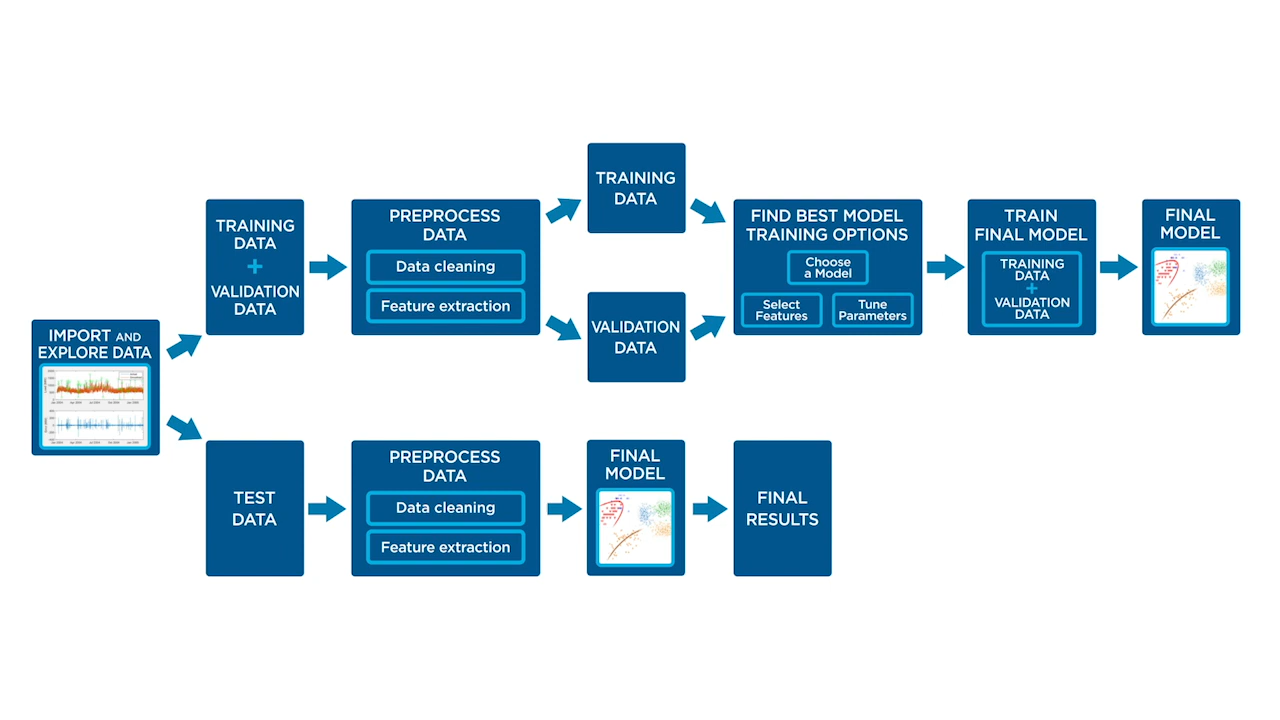 IMPORT AND
EXPLORE DATA
TRAINING
DATA
+
VALIDATION
DATA
PREPROCESS
DATA
Data cleaning
Feature extraction
TRAINING
DATA
VALIDATION
DATA
FIND BEST MODEL
TRAINING OPTIONS
Choose
a Model
Select
Features
Tune
Parameters
TRAIN
FINAL MODEL
TRAINING
DATA
+
VALIDATION
DATA
FINAL
MODEL
TEST
DATA
PREPROCESS
DATA
Data cleaning
Feature extraction
FINAL
MODEL
FINAL
RESULTS